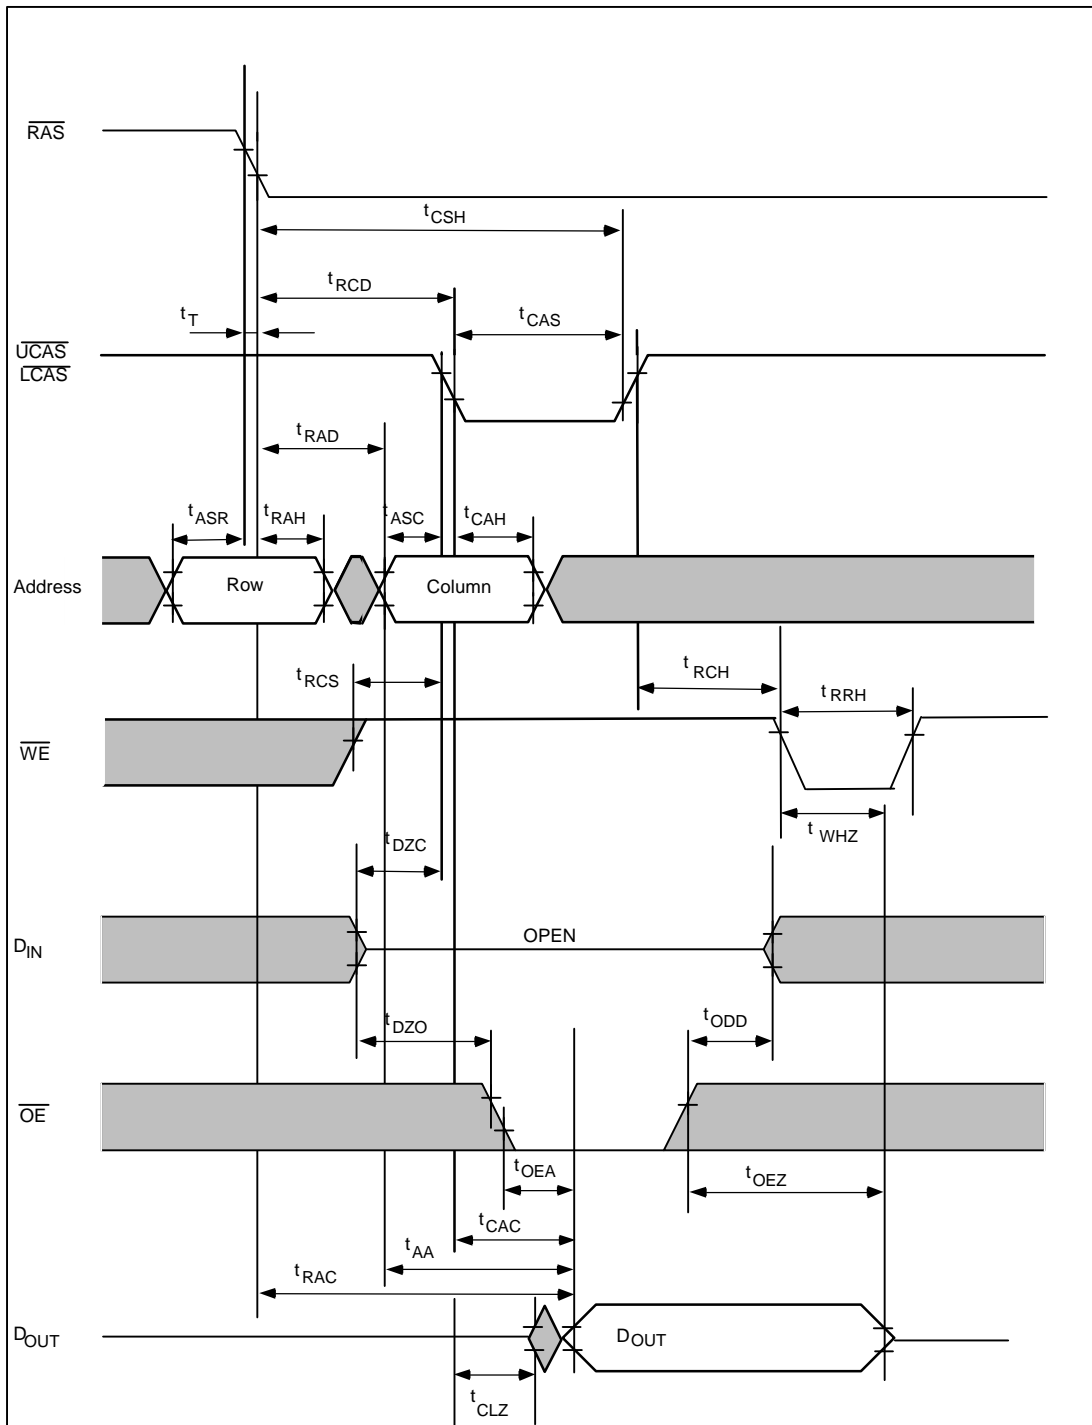 RAS
tCSH
tRCD
tT
tCAS
UCAS
LCAS
tRAD
tASR
tRAH
tASC
tCAH
Address
Row
Column
tRCS
tRCH
tRRH
WE
tWHZ
tDZC
DIN
OPEN
tDZO
tODD
OE
tOEA
tOEZ
tCAC
tAA
tRAC
DOUT
DOUT
tCLZ